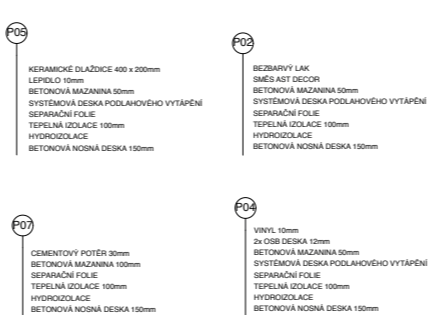 P05
KERAMICKÉ DLAŽDICE 400 x 200mm
LEPIDLO 10mm
BETONOVÁ MAZANINA 50mm
SYSTÉMOVÁ DESKA PODLAHOVÉHO VYTÁPĚNÍ
SEPARAČNÍ FOLIE
TEPELNÁ IZOLACE 100mm
HYDROIZOLACE
BETONOVÁ NOSNÁ DESKA 150mm
P02
BEZBARVÝ LAK
SMĚS AST DECOR
BETONOVÁ MAZANINA 50mm
SYSTÉMOVÁ DESKA PODLAHOVÉHO VYTÁPĚNÍ
SEPARAČNÍ FOLIE
TEPELNÁ IZOLACE 100mm
HYDROIZOLACE
BETONOVÁ NOSNÁ DESKA 150mm
P07
CEMENTOVÝ POTĚR 30mm
BETONOVÁ MAZANINA 100mm
SEPARAČNÍ FOLIE
TEPELNÁ IZOLACE 100mm
HYDROIZOLACE
BETONOVÁ NOSNÁ DESKA 150mm
P04
VINYL 10mm
2x OSB DESKA 12mm
BETONOVÁ MAZANINA 50mm
SYSTÉMOVÁ DESKA PODLAHOVÉHO VYTÁPĚNÍ
SEPARAČNÍ FOLIE
TEPELNÁ IZOLACE 100mm
HYDROIZOLACE
BETONOVÁ NOSNÁ DESKA 150mm